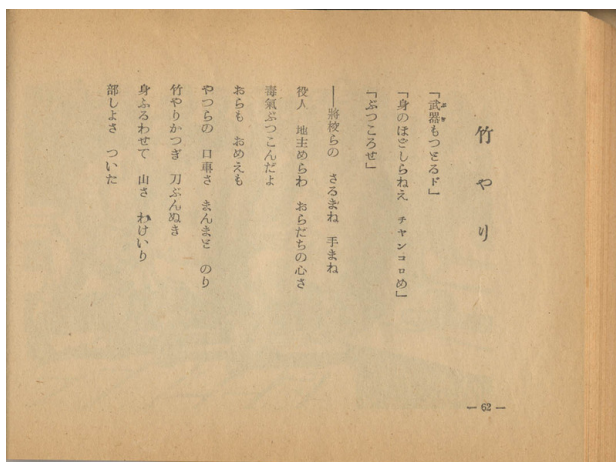 竹やり
「武器もつとるド」
「身のほどしらねえ チャンコロめ」
「ぶつころせ」
――將校らの さるまね 手まね
役人 地主めらわ おらだちの心さ
毒氣ぶつこんだよ
おらも おめえも
やつらの 口車さ まんまど のり
竹やりかつぎ 刀ぶんぬき
身ふるわせて 山さ わけいり
部しよさ ついた
― 62 ―